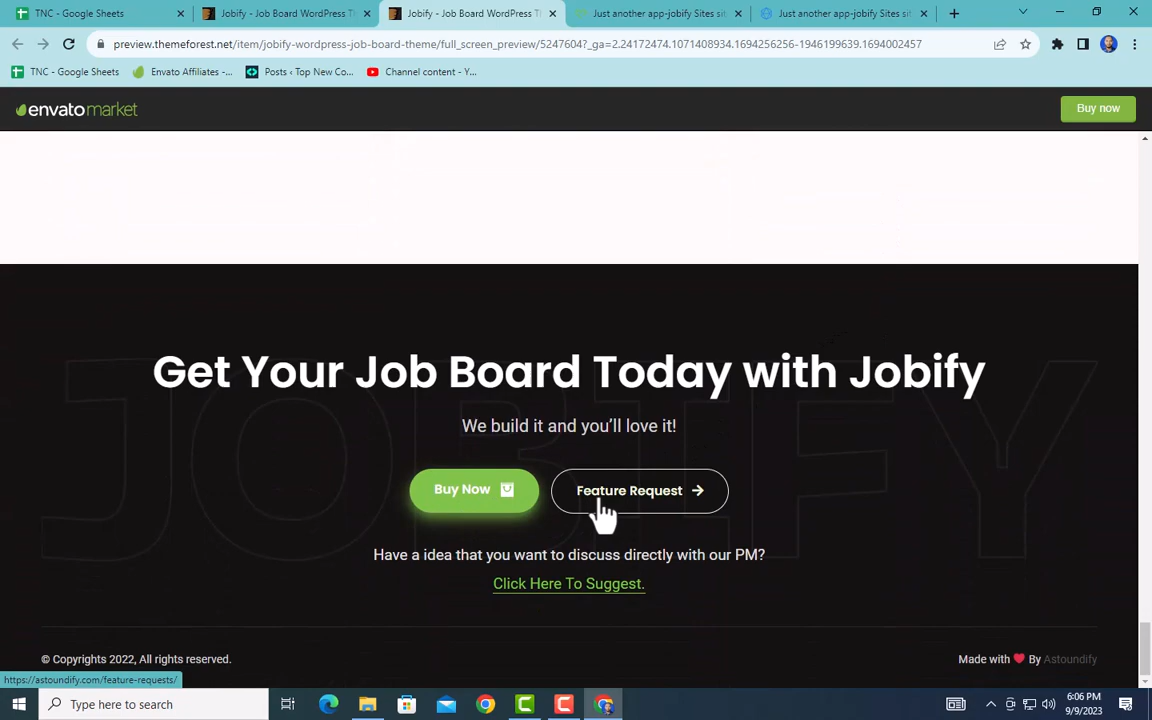 TNC - Google Sheets
Jobify - Job Board WordPress T
Jobify - Job Board WordPress T
Just another app-jobify Sites sit
Just another app-jobify Sites sit
preview.themeforest.net/item/jobify-wordpress-job-board-theme/full_screen_preview/5247604?_ga=2.24172474.1071408934.1694256256-1946199639.1694002457
TNC - Google Sheets
Envato Affiliates -...
Posts ‹ Top New Co...
Channel content - Y...
envatomarket
Buy now
JOBIFY
Get Your Job Board Today with Jobify
We build it and you'll love it!
Buy Now
Feature Request
Have a idea that you want to discuss directly with our PM?
Click Here To Suggest.
© Copyrights 2022, All rights reserved.
Made with ❤ By Astoundify
https://astoundify.com/feature-requests/
Type here to search
6:06 PM
9/9/2023